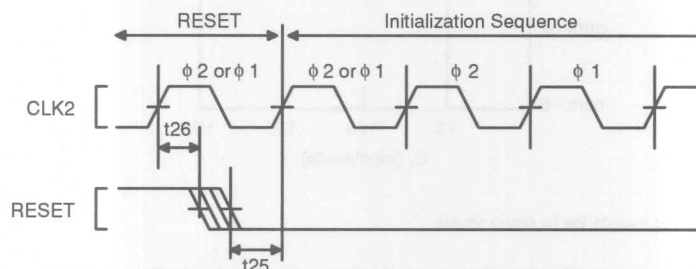 RESET
Initialization Sequence
ϕ 2 or ϕ 1
ϕ 2 or ϕ 1
ϕ 2
ϕ 1
CLK2
t26
RESET
t25